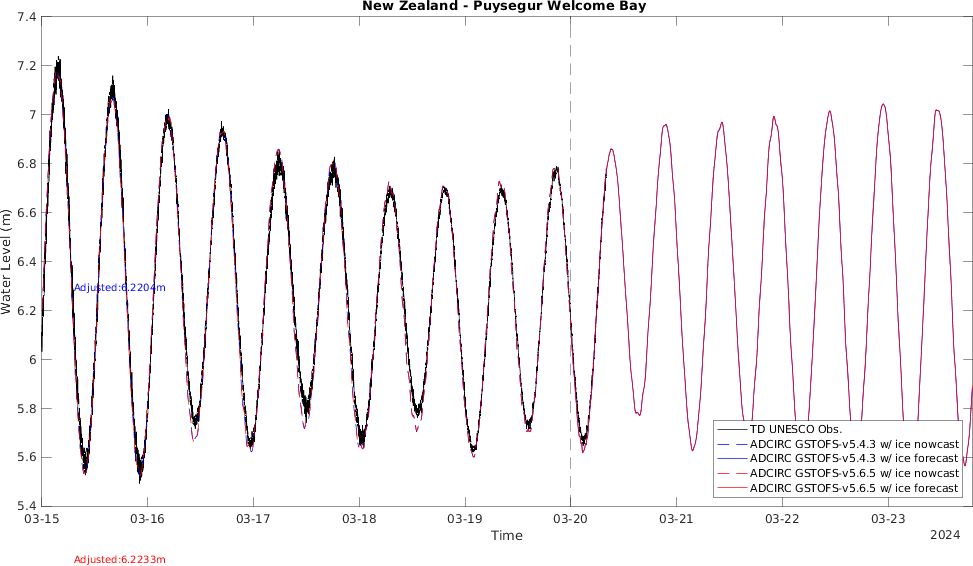 New Zealand - Puysegur Welcome Bay
7.4
7.2
7
6.8
6.6
6.4
6.2
6
5.8
5.6
5.4
Water Level (m)
Adjusted:6.2204m
TD UNESCO Obs.
ADCIRC GSTOFS-v5.4.3 w/ ice nowcast
ADCIRC GSTOFS-v5.4.3 w/ ice forecast
ADCIRC GSTOFS-v5.6.5 w/ ice nowcast
ADCIRC GSTOFS-v5.6.5 w/ ice forecast
03-15 03-16 03-17 03-18 03-19 03-20 03-21 03-22 03-23
Time
2024
Adjusted:6.2233m